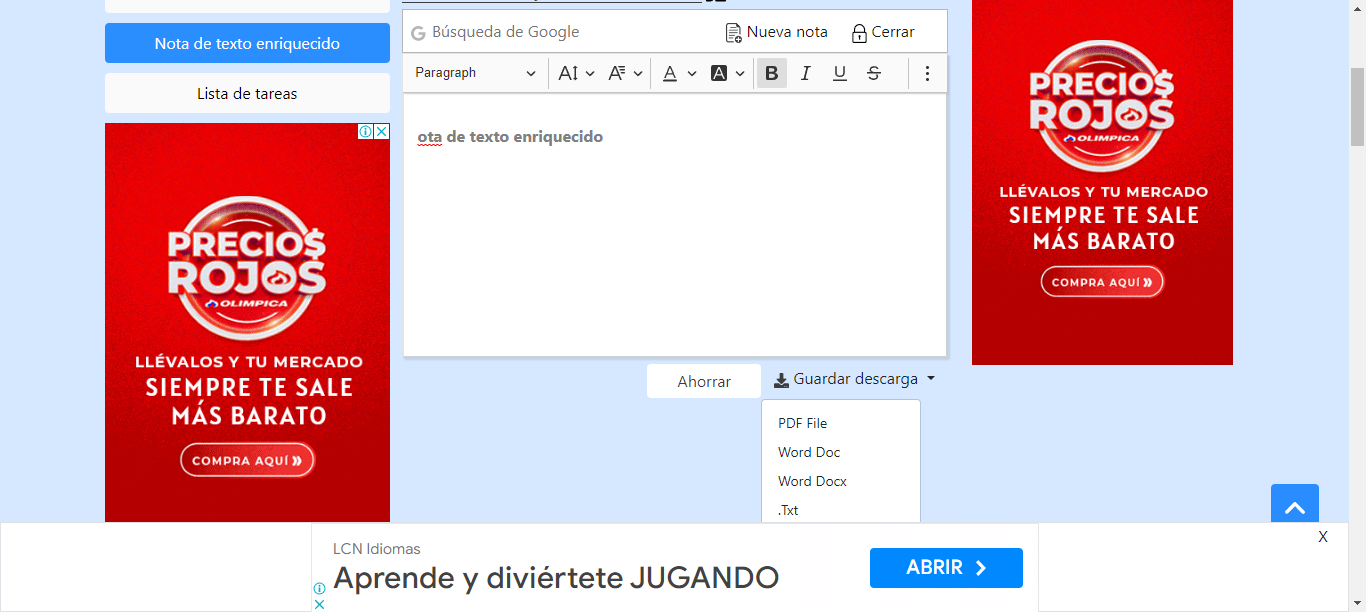 Nota de texto enriquecido
Lista de tareas
PRECIO$
ROJOS
OLIMPICA
LLÉVALOS Y TU MERCADO
SIEMPRE TE SALE
MÁS BARATO
COMPRA AQUÍ »
Búsqueda de Google
Nueva nota
Cerrar
Paragraph
B I U S
ota de texto enriquecido
Ahorrar
Guardar descarga
PDF File
Word Doc
Word Docx
.Txt
PRECIO$
ROJOS
OLIMPICA
LLÉVALOS Y TU MERCADO
SIEMPRE TE SALE
MÁS BARATO
COMPRA AQUÍ »
LCN Idiomas
Aprende y diviértete JUGANDO
ABRIR
X